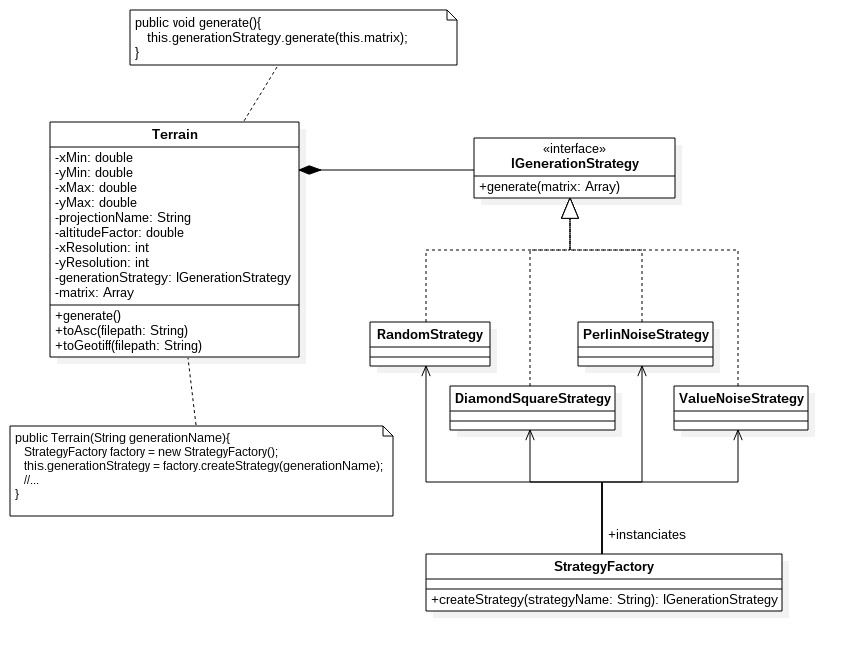 public void generate(){
this.generationStrategy.generate(this.matrix);
}
Terrain
-xMin: double
-yMin: double
-xMax: double
-yMax: double
-projectionName: String
-altitudeFactor: double
-xResolution: int
-yResolution: int
-generationStrategy: IGenerationStrategy
-matrix: Array
+generate()
+toAsc(filepath: String)
+toGeotiff(filepath: String)
«interface»
IGenerationStrategy
+generate(matrix: Array)
RandomStrategy
PerlinNoiseStrategy
DiamondSquareStrategy
ValueNoiseStrategy
public Terrain(String generationName){
StrategyFactory factory = new StrategyFactory();
this.generationStrategy = factory.createStrategy(generationName);
//...
}
+instanciates
StrategyFactory
+createStrategy(strategyName: String): IGenerationStrategy